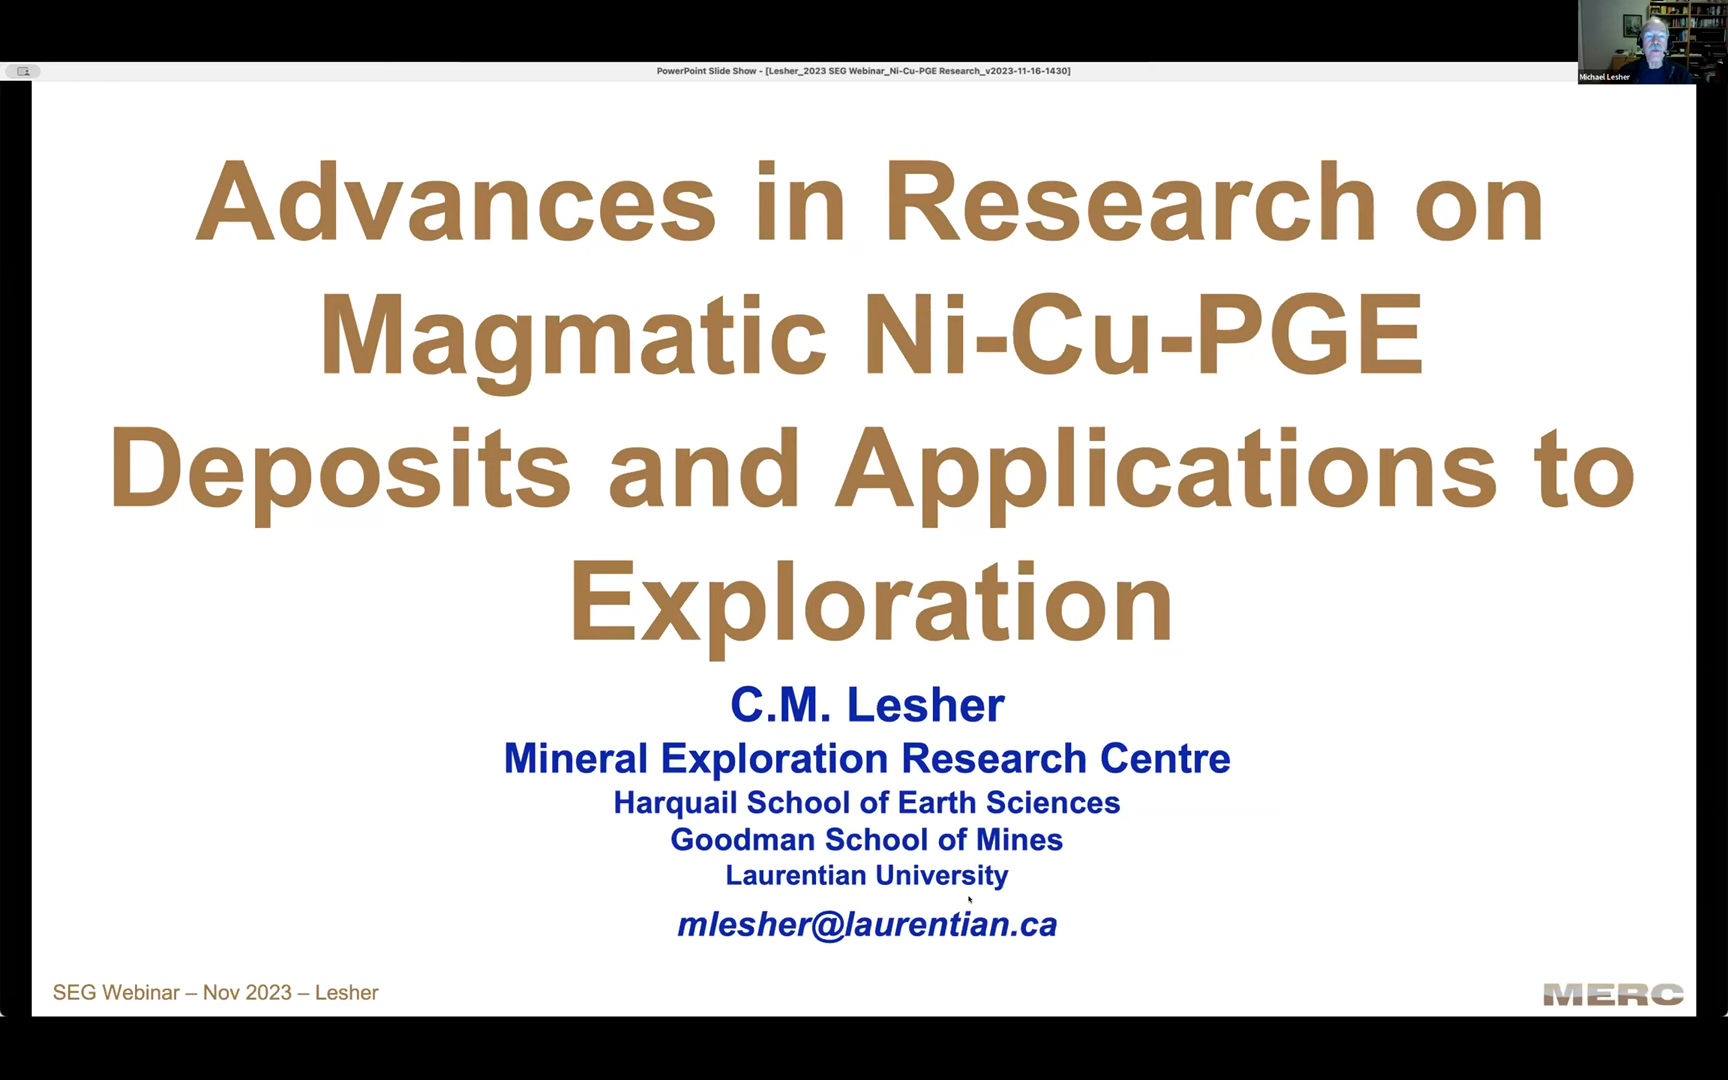 PowerPoint Slide Show - [Lesher_2023 SEG Webinar_Ni-Cu-PGE Research_v2023-11-16-1430]
Michael Lesher
Advances in Research on
Magmatic Ni-Cu-PGE
Deposits and Applications to
Exploration
C.M. Lesher
Mineral Exploration Research Centre
Harquail School of Earth Sciences
Goodman School of Mines
Laurentian University
mlesher@laurentian.ca
SEG Webinar – Nov 2023 – Lesher
MERC